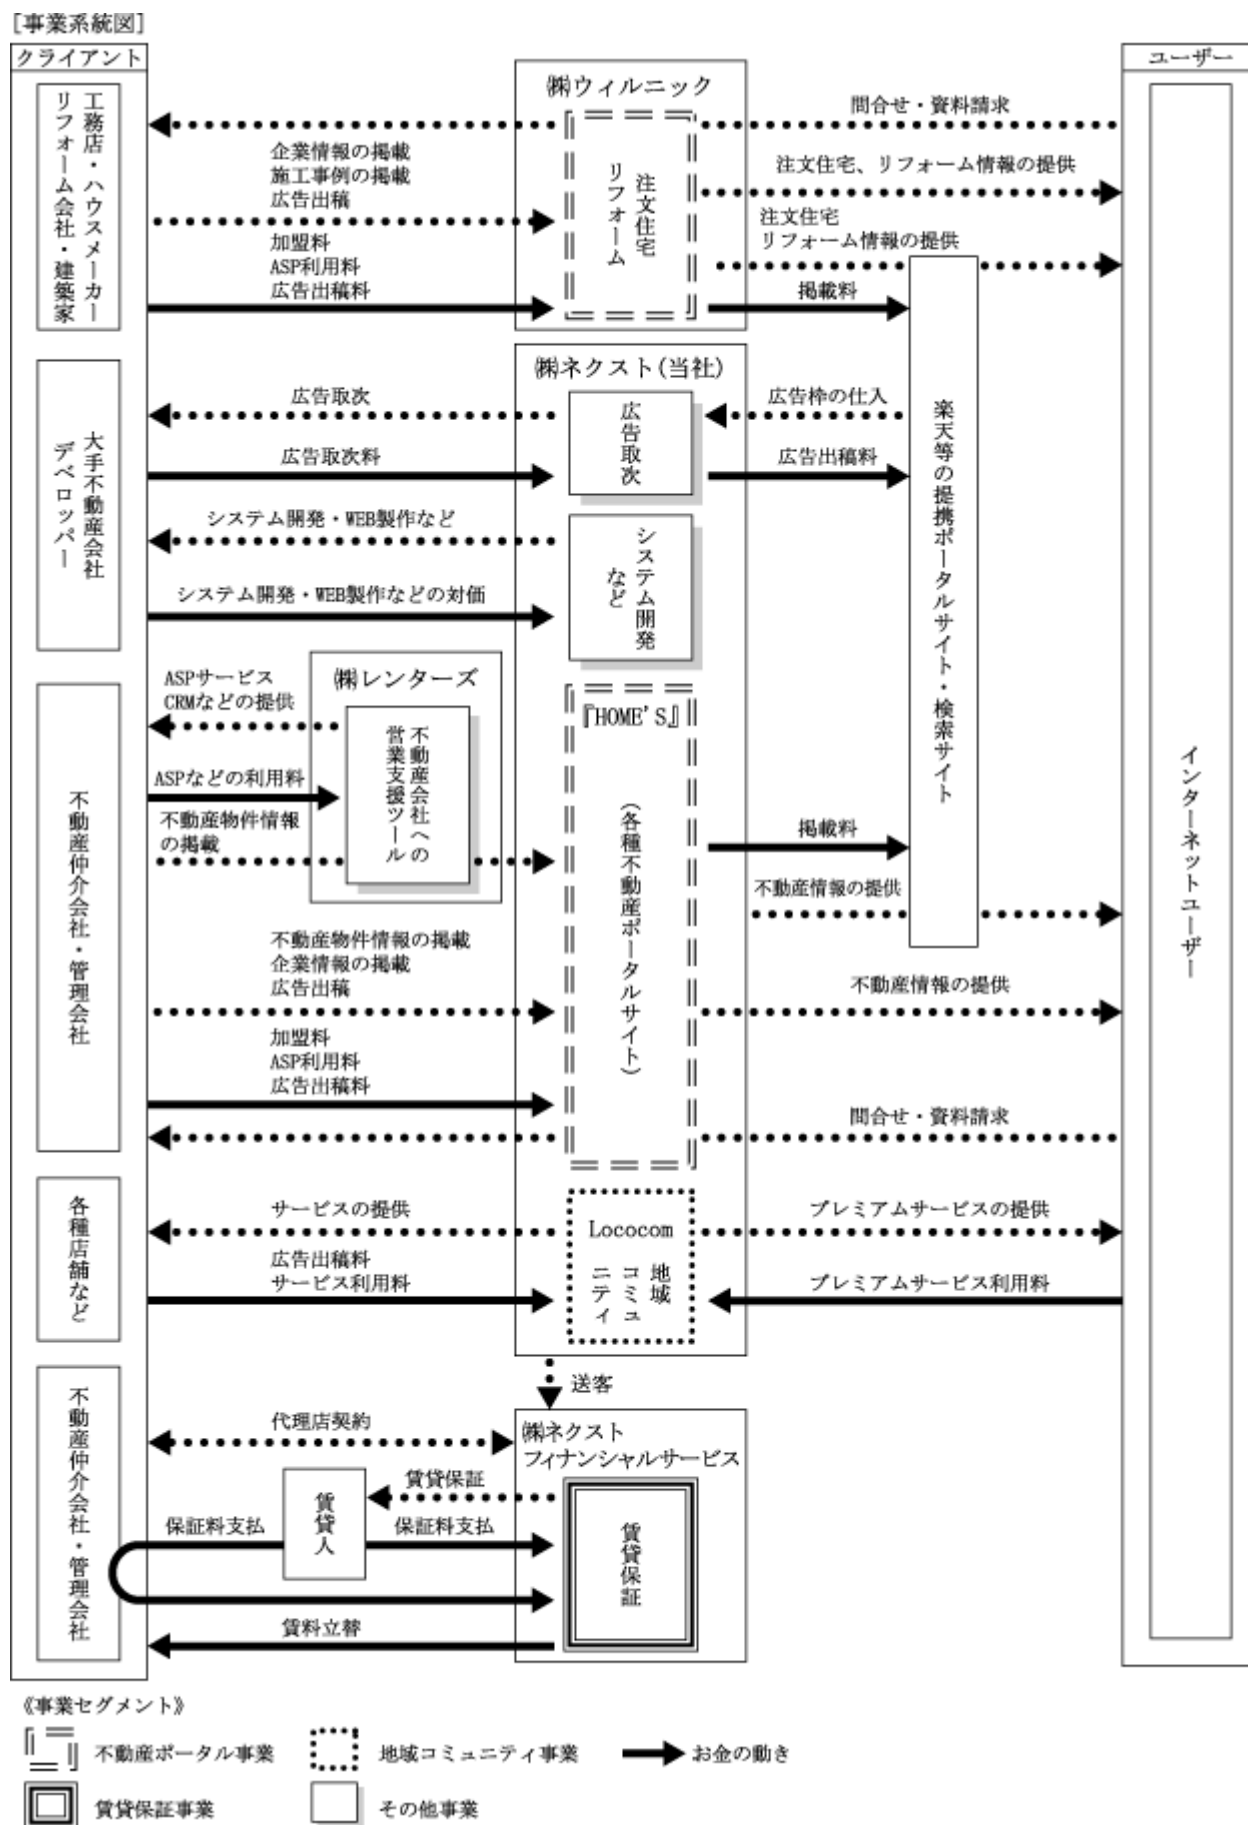 [事業系統図]
クライアント
ユーザー
工務店・ハウスメーカー
リフォーム会社・建築家
㈱ウィルニック
注文住宅
リフォーム
問合せ・資料請求
企業情報の掲載
施工事例の掲載
広告出稿
注文住宅、リフォーム情報の提供
注文住宅
リフォーム情報の提供
加盟料
ASP利用料
広告出稿料
掲載料
楽天等の提携ポータルサイト・検索サイト
インターネットユーザー
大手不動産会社
デベロッパー
㈱ネクスト(当社)
広告取次
広告取次
広告枠の仕入
広告取次料
広告出稿料
システム開発・WEB製作など
システム開発
など
システム開発・WEB製作などの対価
不動産仲介会社・管理会社
ASPサービス
CRMなどの提供
㈱レンターズ
不動産会社への
営業支援ツール
ASPなどの利用料
不動産物件情報
の掲載
『HOME'S』
(各種不動産ポータルサイト)
掲載料
不動産情報の提供
不動産物件情報の掲載
企業情報の掲載
広告出稿
不動産情報の提供
加盟料
ASP利用料
広告出稿料
問合せ・資料請求
各種店舗など
サービスの提供
Lococom
地域
コミュ
ニティ
プレミアムサービスの提供
広告出稿料
サービス利用料
プレミアムサービス利用料
送客
不動産仲介会社・管理会社
代理店契約
㈱ネクスト
フィナンシャルサービス
賃貸保証
賃貸人
賃貸保証
保証料支払
保証料支払
賃料立替
《事業セグメント》
不動産ポータル事業
地域コミュニティ事業
お金の動き
賃貸保証事業
その他事業